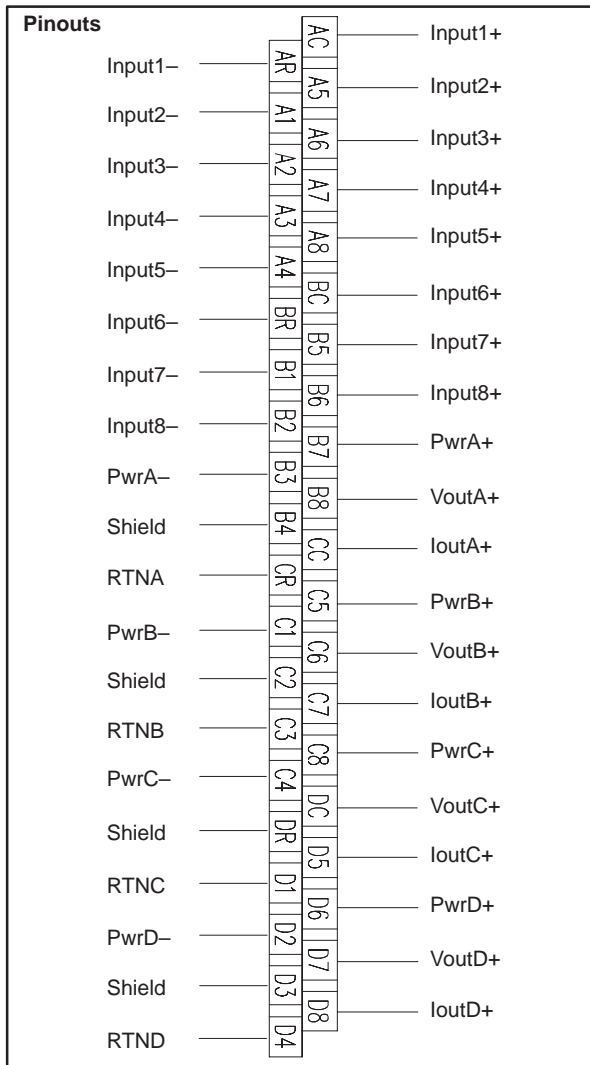 Pinouts
AC Input1+
Input1– AR
A5 Input2+
Input2– A1
A6 Input3+
Input3– A2
A7 Input4+
Input4– A3
A8 Input5+
Input5– A4
BC Input6+
Input6– BR
B5 Input7+
Input7– B1
B6 Input8+
Input8– B2
B7 PwrA+
PwrA– B3
B8 VoutA+
Shield B4
CC IoutA+
RTNA CR
C5 PwrB+
PwrB– C1
C6 VoutB+
Shield C2
C7 IoutB+
RTNB C3
C8 PwrC+
PwrC– C4
DC VoutC+
Shield DR
D5 IoutC+
RTNC D1
D6 PwrD+
PwrD– D2
D7 VoutD+
Shield D3
D8 IoutD+
RTND D4